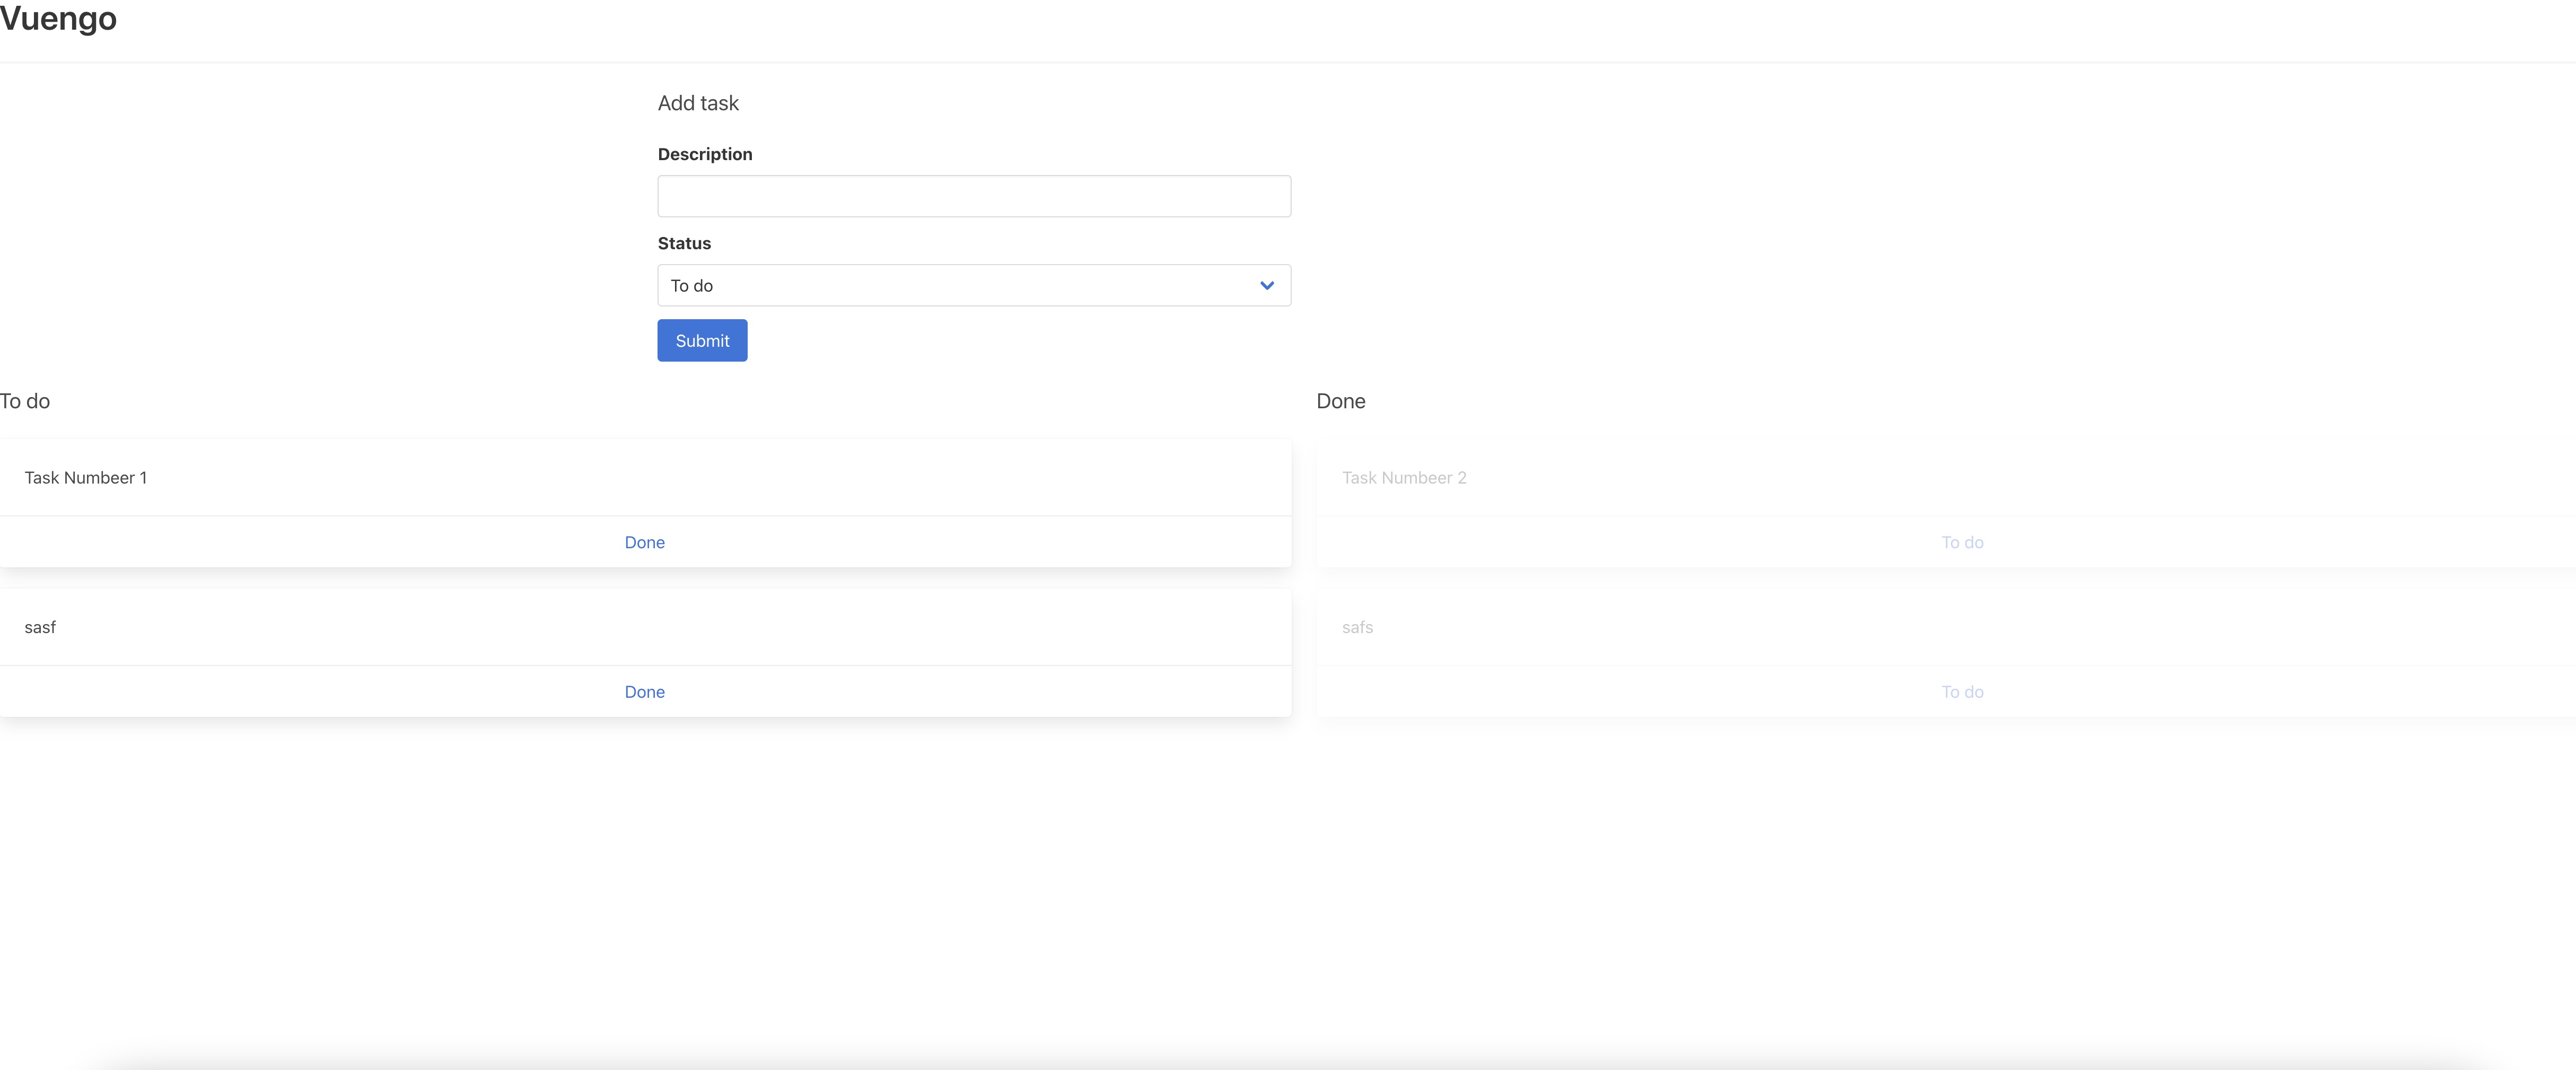 Vuengo
Add task
Description
Status
To do
Submit
To do
Task Numbeer 1
Done
sasf
Done
Done
Task Numbeer 2
To do
safs
To do